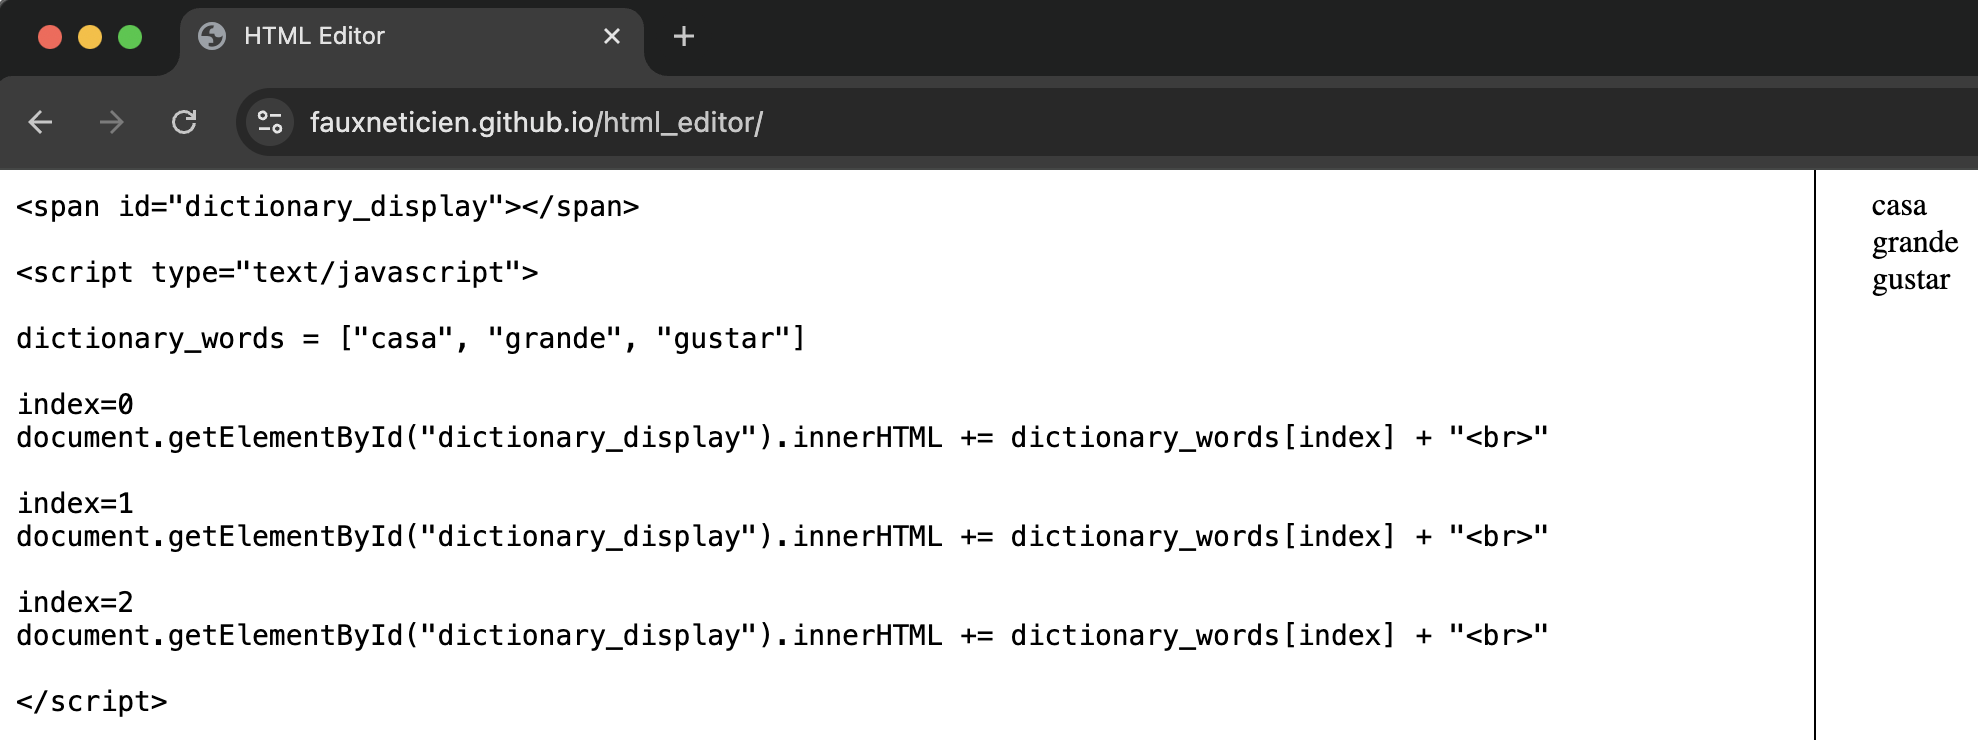 HTML Editor
fauxneticien.github.io/html_editor/
<span id="dictionary_display"></span>
<script type="text/javascript">
dictionary_words = ["casa", "grande", "gustar"]
index=0
document.getElementById("dictionary_display").innerHTML += dictionary_words[index] + "<br>"
index=1
document.getElementById("dictionary_display").innerHTML += dictionary_words[index] + "<br>"
index=2
document.getElementById("dictionary_display").innerHTML += dictionary_words[index] + "<br>"
</script>
casa
grande
gustar